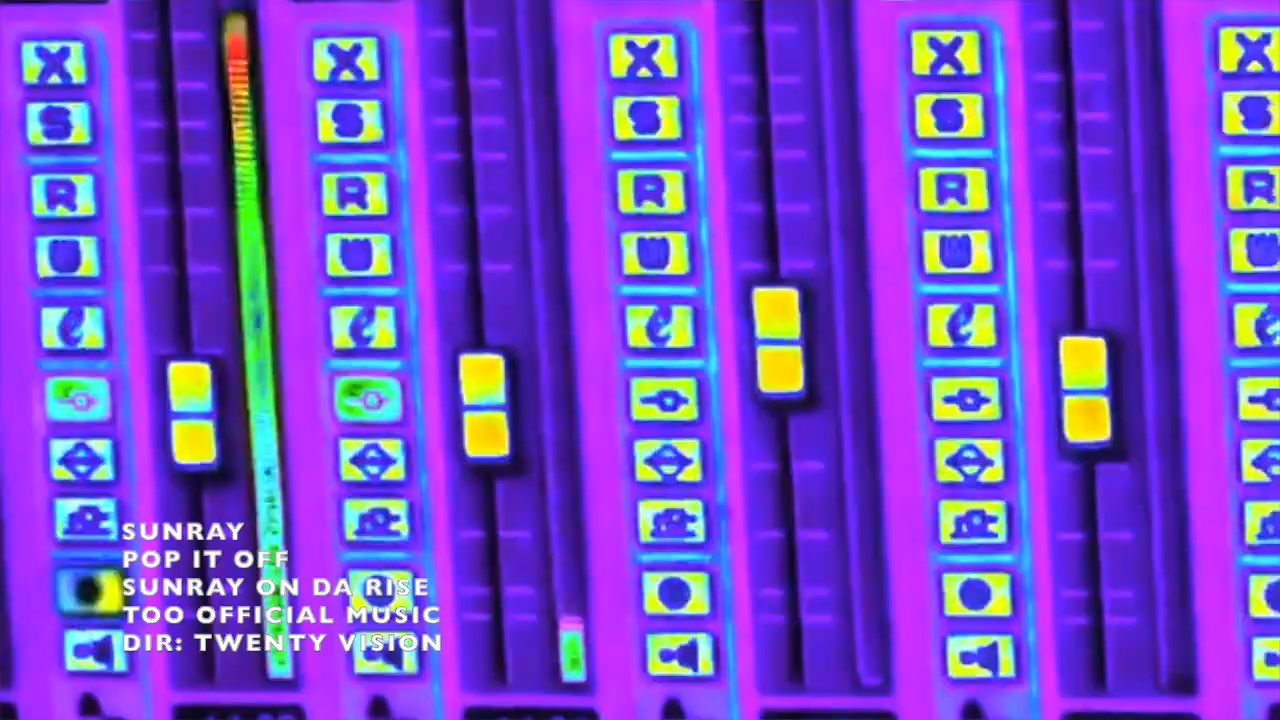 X X X X X
S S S S S
R R R R R
W W W W
e e e e e
SUNRAY
POP IT OFF
SUNRAY ON DA RISE
TOO OFFICIAL MUSIC
DIR: TWENTY VISION